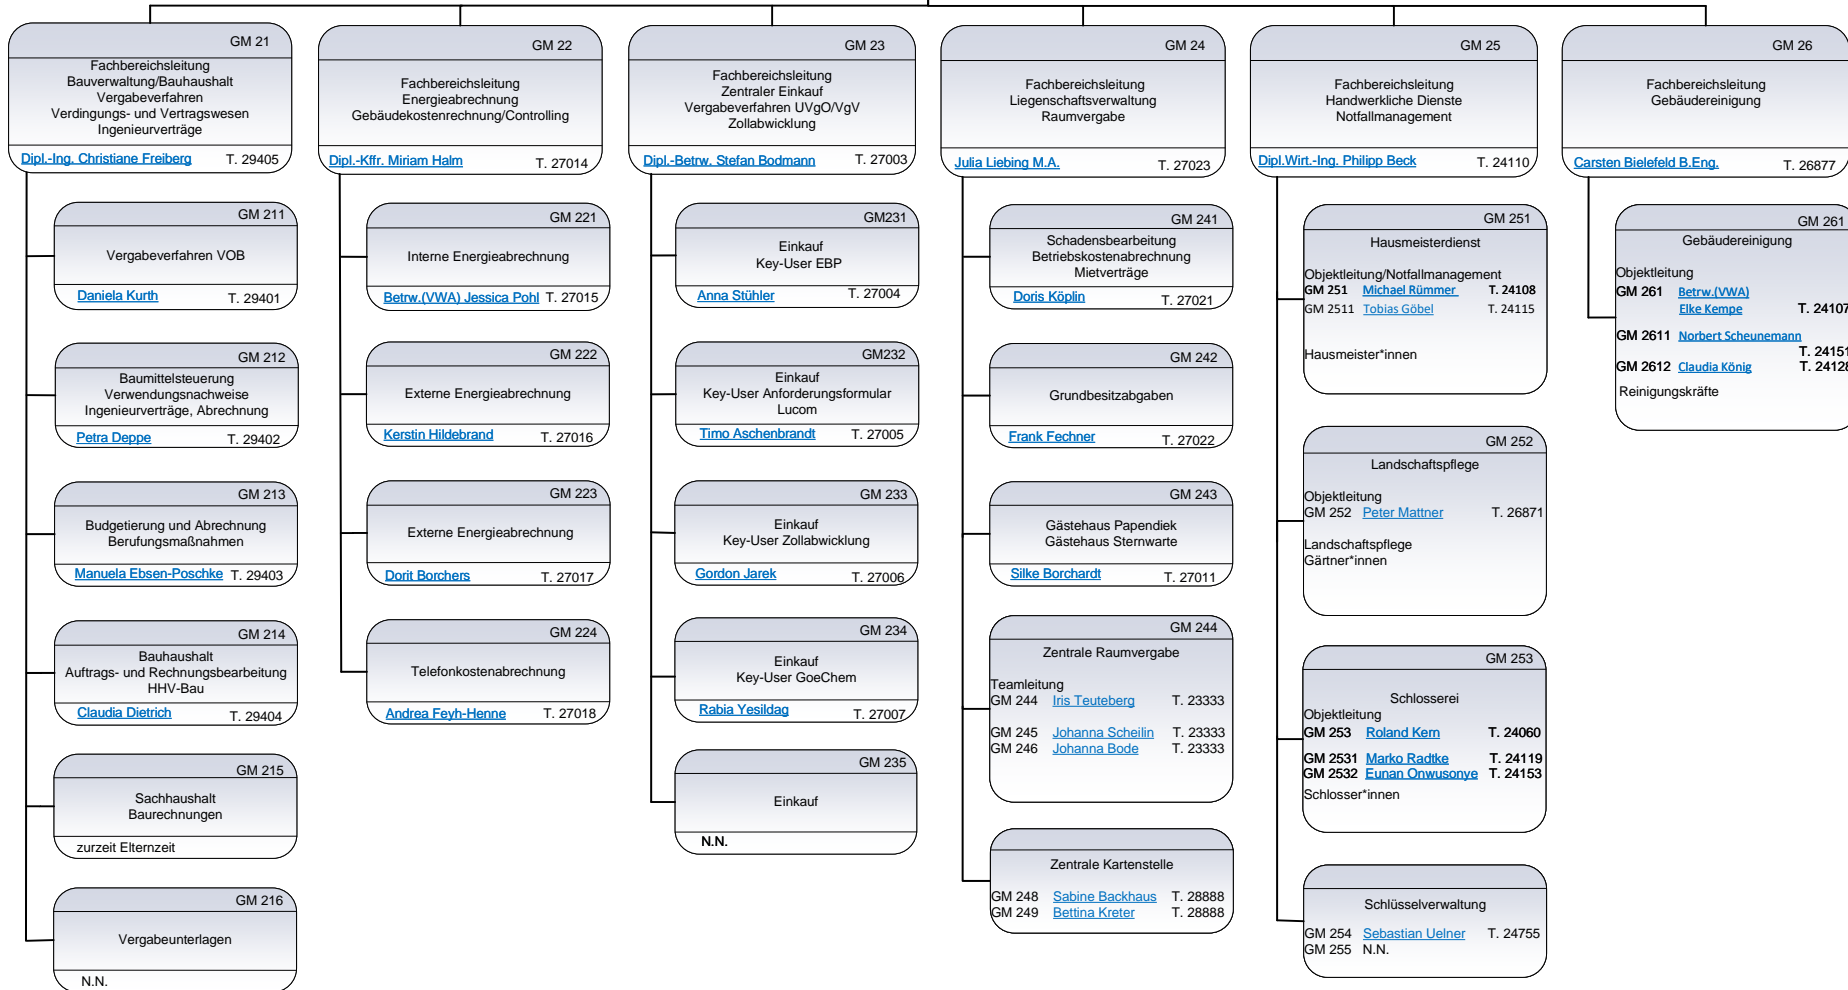 GM 21
Fachbereichsleitung
Bauverwaltung/Bauhaushalt
Vergabeverfahren
Verdingungs- und Vertragswesen
Ingenieurverträge
Dipl.-Ing. Christiane Freiberg T. 29405
GM 211
Vergabeverfahren VOB
Daniela Kurth T. 29401
GM 212
Baumittelsteuerung
Verwendungsnachweise
Ingenieurverträge, Abrechnung
Petra Deppe T. 29402
GM 213
Budgetierung und Abrechnung
Berufungsmaßnahmen
Manuela Ebsen-Poschke T. 29403
GM 214
Bauhaushalt
Auftrags- und Rechnungsbearbeitung
HHV-Bau
Claudia Dietrich T. 29404
GM 215
Sachhaushalt
Baurechnungen
zurzeit Elternzeit
GM 216
Vergabeunterlagen
N.N.
GM 22
Fachbereichsleitung
Energieabrechnung
Gebäudekostenrechnung/Controlling
Dipl.-Kffr. Miriam Halm T. 27014
GM 221
Interne Energieabrechnung
Betrw.(VWA) Jessica Pohl T. 27015
GM 222
Externe Energieabrechnung
Kerstin Hildebrand T. 27016
GM 223
Externe Energieabrechnung
Dorit Borchers T. 27017
GM 224
Telefonkostenabrechnung
Andrea Feyh-Henne T. 27018
GM 23
Fachbereichsleitung
Zentraler Einkauf
Vergabeverfahren UVgO/VgV
Zollabwicklung
Dipl.-Betrw. Stefan Bodmann T. 27003
GM231
Einkauf
Key-User EBP
Anna Stühler T. 27004
GM232
Einkauf
Key-User Anforderungsformular
Lucom
Timo Aschenbrandt T. 27005
GM 233
Einkauf
Key-User Zollabwicklung
Gordon Jarek T. 27006
GM 234
Einkauf
Key-User GoeChem
Rabia Yesildag T. 27007
GM 235
Einkauf
N.N.
GM 24
Fachbereichsleitung
Liegenschaftsverwaltung
Raumvergabe
Julia Liebing M.A. T. 27023
GM 241
Schadensbearbeitung
Betriebskostenabrechnung
Mietverträge
Doris Köplin T. 27021
GM 242
Grundbesitzabgaben
Frank Fechner T. 27022
GM 243
Gästehaus Papendiek
Gästehaus Sternwarte
Silke Borchardt T. 27011
GM 244
Zentrale Raumvergabe
Teamleitung
GM 244 Iris Teuteberg T. 23333
GM 245 Johanna Scheilin T. 23333
GM 246 Johanna Bode T. 23333
Zentrale Kartenstelle
GM 248 Sabine Backhaus T. 28888
GM 249 Bettina Kreter T. 28888
GM 25
Fachbereichsleitung
Handwerkliche Dienste
Notfallmanagement
Dipl.Wirt.-Ing. Philipp Beck T. 24110
GM 251
Hausmeisterdienst
Objektleitung/Notfallmanagement
GM 251 Michael Rümmer T. 24108
GM 2511 Tobias Göbel T. 24115
Hausmeister*innen
GM 252
Landschaftspflege
Objektleitung
GM 252 Peter Mattner T. 26871
Landschaftspflege
Gärtner*innen
GM 253
Schlosserei
Objektleitung
GM 253 Roland Kern T. 24060
GM 2531 Marko Radtke T. 24119
GM 2532 Eunan Onwusonye T. 24153
Schlosser*innen
Schlüsselverwaltung
GM 254 Sebastian Uelner T. 24755
GM 255 N.N.
GM 26
Fachbereichsleitung
Gebäudereinigung
Carsten Bielefeld B.Eng. T. 26877
GM 261
Gebäudereinigung
Objektleitung
GM 261 Betrw.(VWA)
Elke Kempe T. 24107
GM 2611 Norbert Scheunemann
T. 24151
GM 2612 Claudia König T. 24128
Reinigungskräfte